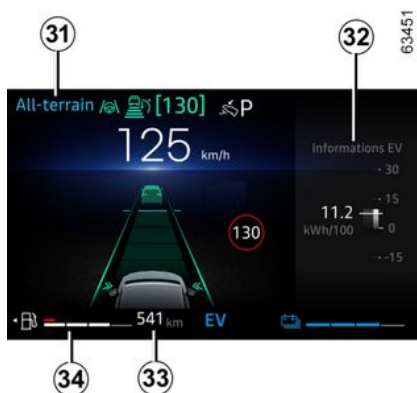 31
32
63451
All-terrain [130] P
125 km/h
Informations EV
30
15
11.2
0
kWh/100
-15
130
541 km EV
34
33